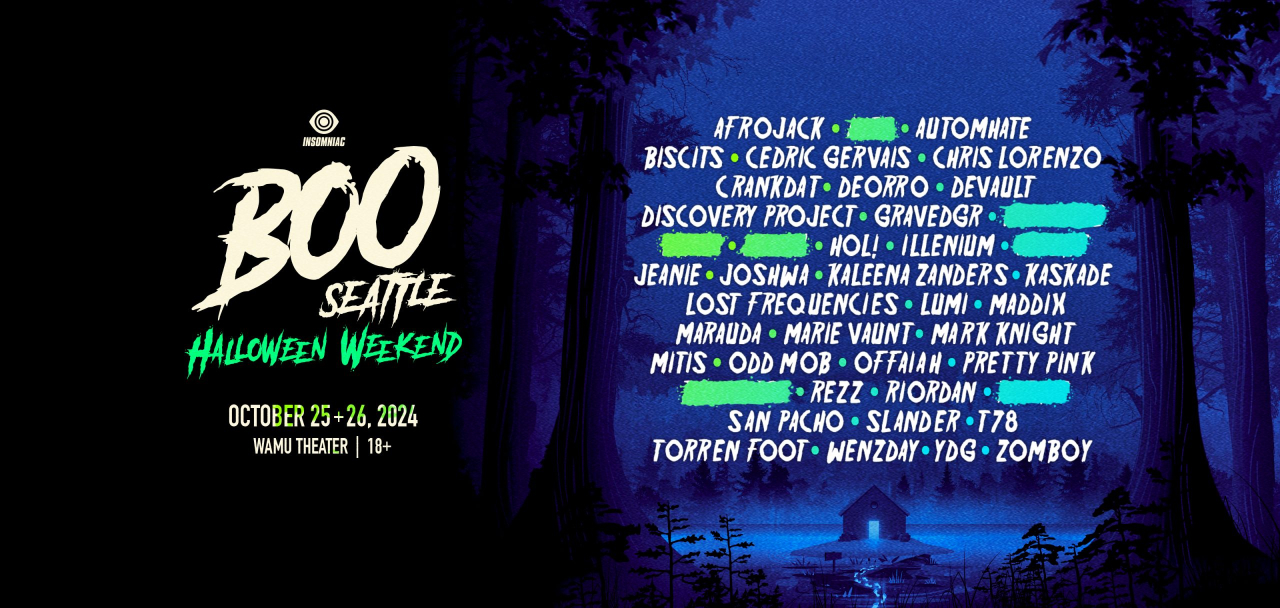 INSOMNIAC
BOO
SEATTLE
HALLOWEEN WEEKEND
OCTOBER 25+26, 2024
WAMU THEATER | 18+
AFROJACK • • AUTOMHATE
BISCITS • CEDRIC GERVAIS • CHRIS LORENZO
CRANKDAT • DEORRO • DEVAULT
DISCOVERY PROJECT • GRAVEDGR •
• • HOL! • ILLENIUM •
JEANIE • JOSHWA • KALEENA ZANDERS • KASKADE
LOST FREQUENCIES • LUMI • MADDIX
MARAUDA • MARIE VAUNT • MARK KNIGHT
MITIS • ODD MOB • OFFAIAH • PRETTY PINK
• REZZ • RIORDAN •
SAN PACHO • SLANDER • T78
TORREN FOOT • WENZDAY • YDG • ZOMBOY